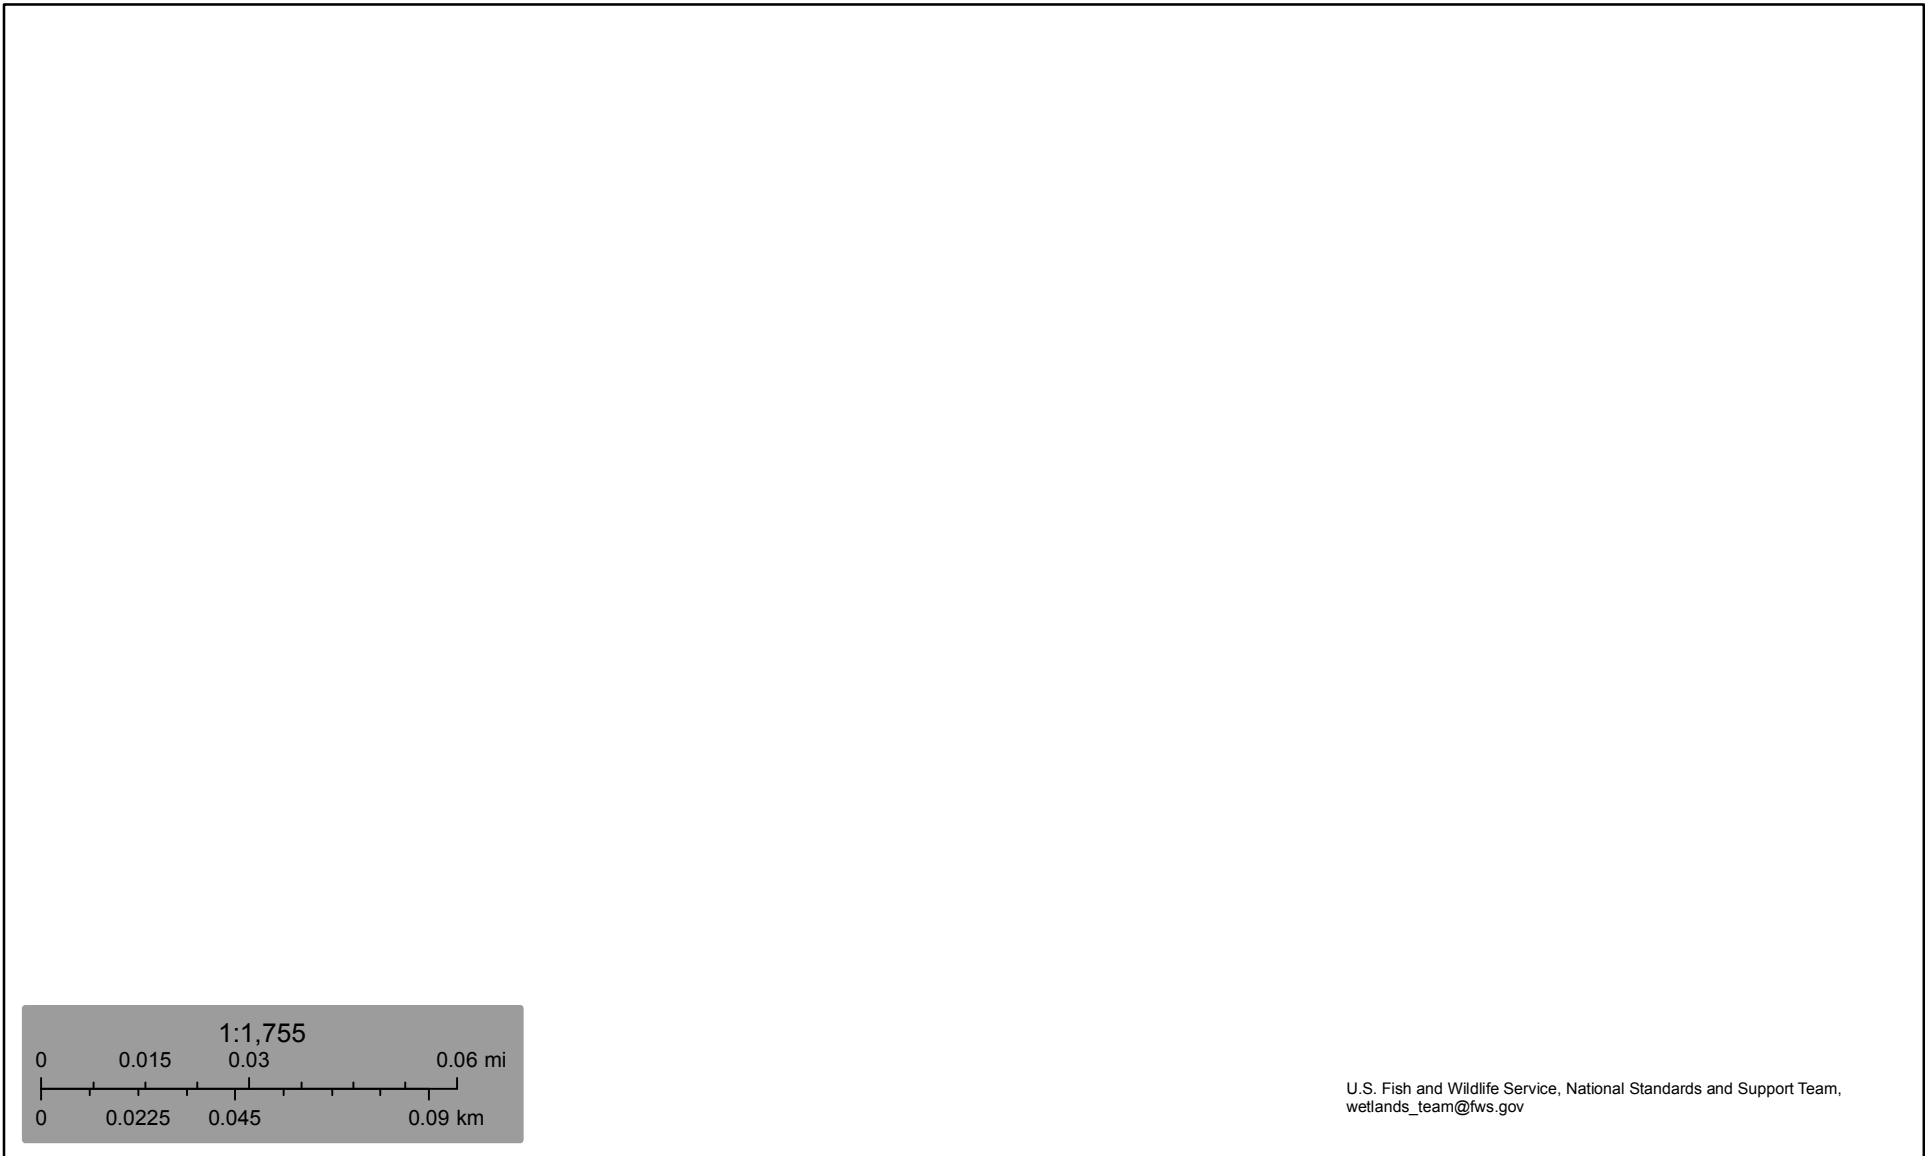 1:1,755
0 0.015 0.03 0.06 mi
0 0.0225 0.045 0.09 km
U.S. Fish and Wildlife Service, National Standards and Support Team,
wetlands_team@fws.gov